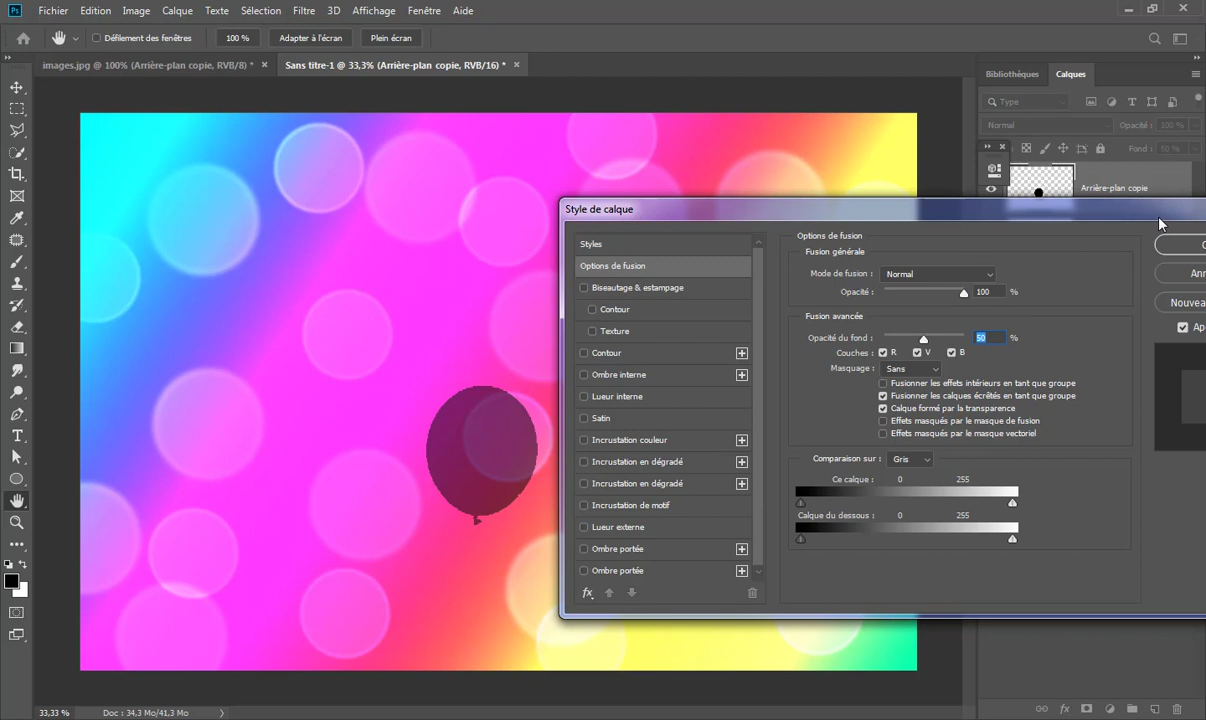 Ps Fichier Edition Image Calque Texte Sélection Filtre 3D Affichage Fenêtre Aide
Défilement des fenêtres 100 % Adapter à l'écran Plein écran
images.jpg @ 100% (Arrière-plan copie, RVB/8) * Sans titre-1 @ 33,3% (Arrière-plan copie, RVB/16) *
Bibliothèques Calques
Type
Normal Opacité : 100 %
Fond : 50 %
Arrière-plan copie
Style de calque
Styles
Options de fusion
Biseautage & estampage
Contour
Texture
Contour
Ombre interne
Lueur interne
Satin
Incrustation couleur
Incrustation en dégradé
Incrustation en dégradé
Incrustation de motif
Lueur externe
Ombre portée
Ombre portée
fx
Options de fusion
Fusion générale
Mode de fusion : Normal
Opacité : 100 %
Fusion avancée
Opacité du fond : 50 %
Couches : R V B
Masquage : Sans
Fusionner les effets intérieurs en tant que groupe
Fusionner les calques écrêtés en tant que groupe
Calque formé par la transparence
Effets masqués par le masque de fusion
Effets masqués par le masque vectoriel
Comparaison sur : Gris
Ce calque : 0 255
Calque du dessous : 0 255
Ann
Nouveau
Ape
33,33 % Doc : 34,3 Mo/41,3 Mo
fx